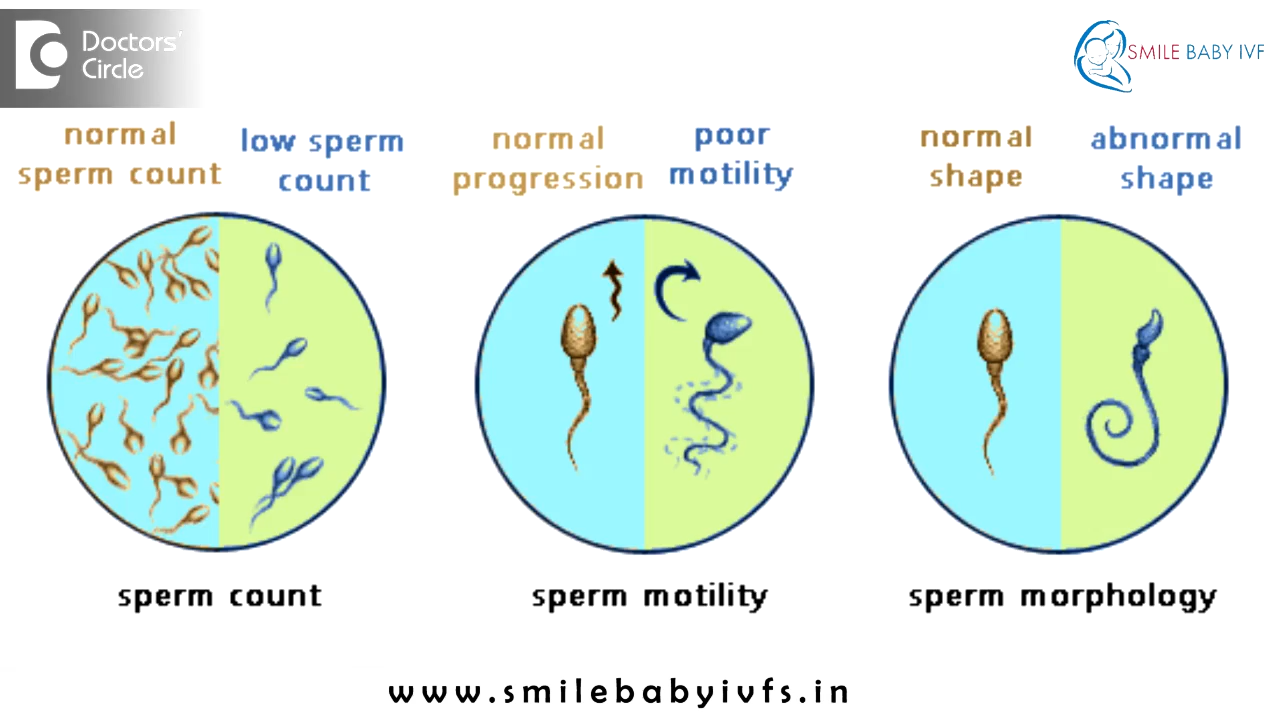 Doctors'
Circle
SMILE BABY IVF
normal
sperm count
low sperm
count
normal
progression
poor
motility
normal
shape
abnormal
shape
sperm count
sperm motility
sperm morphology
www.smilebabyivfs.in